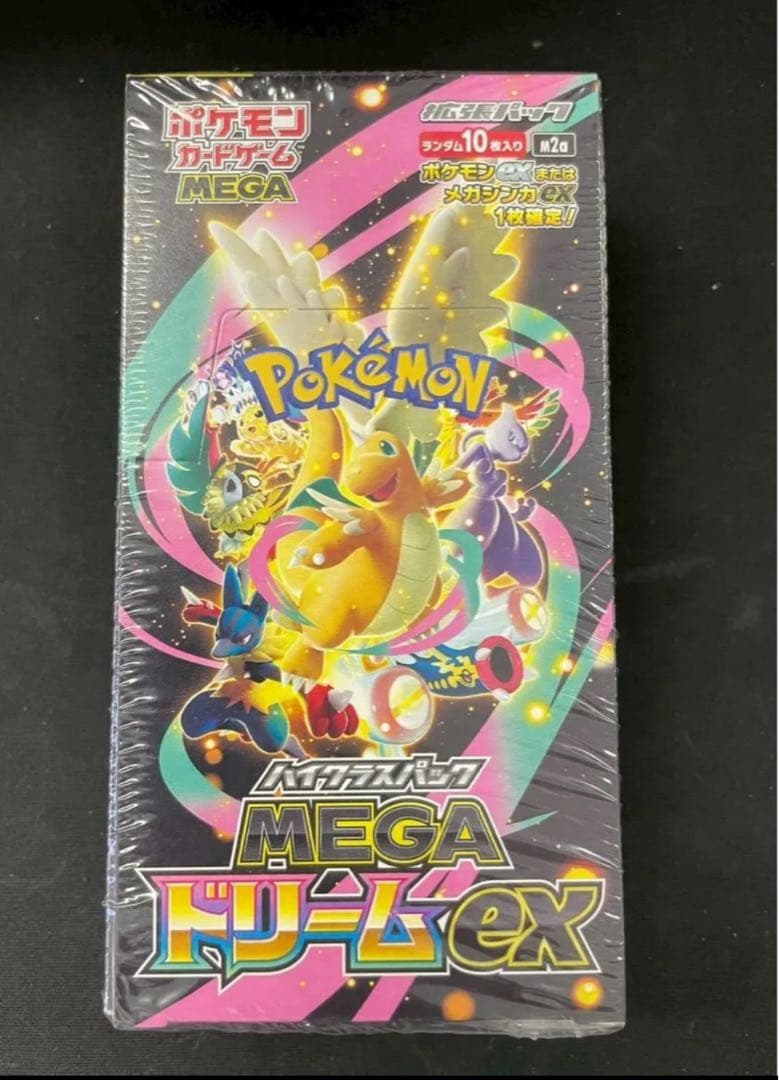 ポケモン
カードゲーム
MEGA
拡張パック
ランダム10枚入り M2a
ポケモンexまたは
メガシンカex
1枚確定!
POKéMON
ハイクラスパック
MEGA
ドリームex